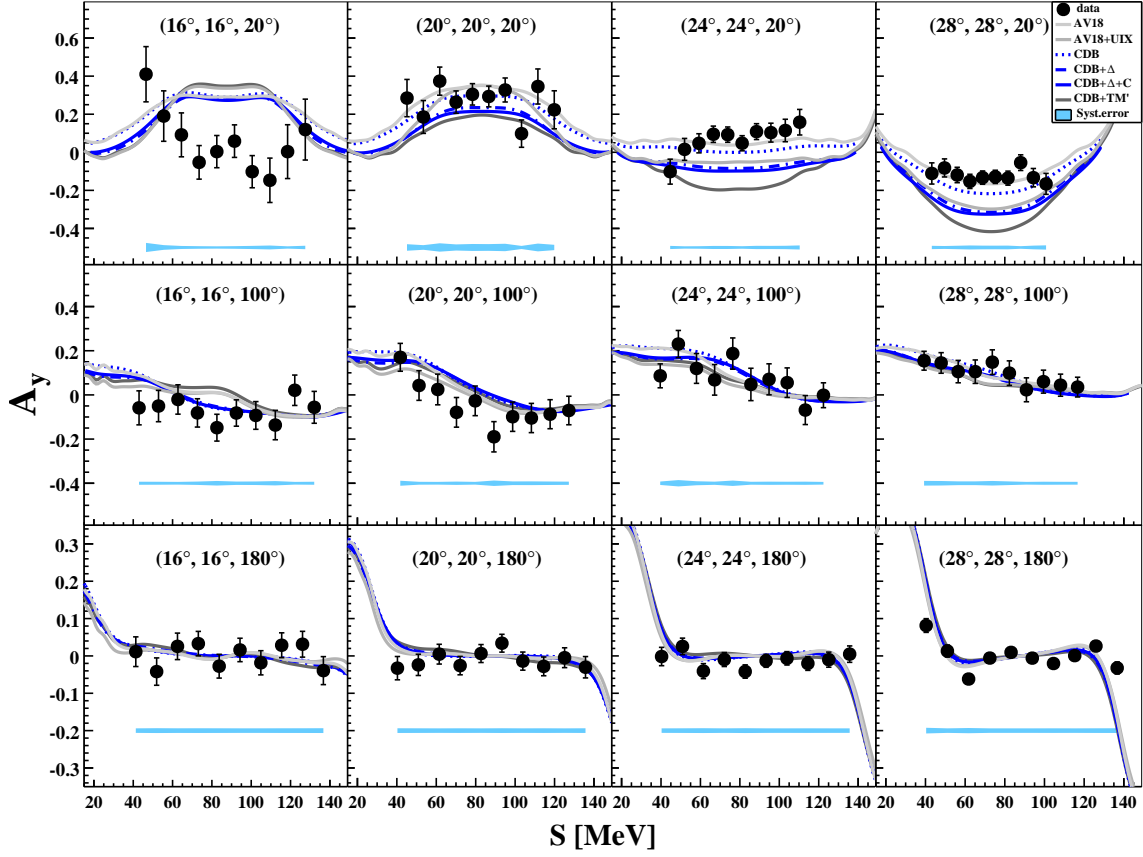 (16°, 16°, 20°) (20°, 20°, 20°) (24°, 24°, 20°) (28°, 28°, 20°)
data
AV18
AV18+UIX
CDB
CDB+Δ
CDB+Δ+C
CDB+TM'
Syst.error
0.6
0.4
0.2
0
-0.2
-0.4
(16°, 16°, 100°) (20°, 20°, 100°) (24°, 24°, 100°) (28°, 28°, 100°)
0.4
0.2
0
-0.2
-0.4
Ay
(16°, 16°, 180°) (20°, 20°, 180°) (24°, 24°, 180°) (28°, 28°, 180°)
0.3
0.2
0.1
0
-0.1
-0.2
-0.3
20 40 60 80 100 120 140 20 40 60 80 100 120 140 20 40 60 80 100 120 140 20 40 60 80 100 120 140
S [MeV]